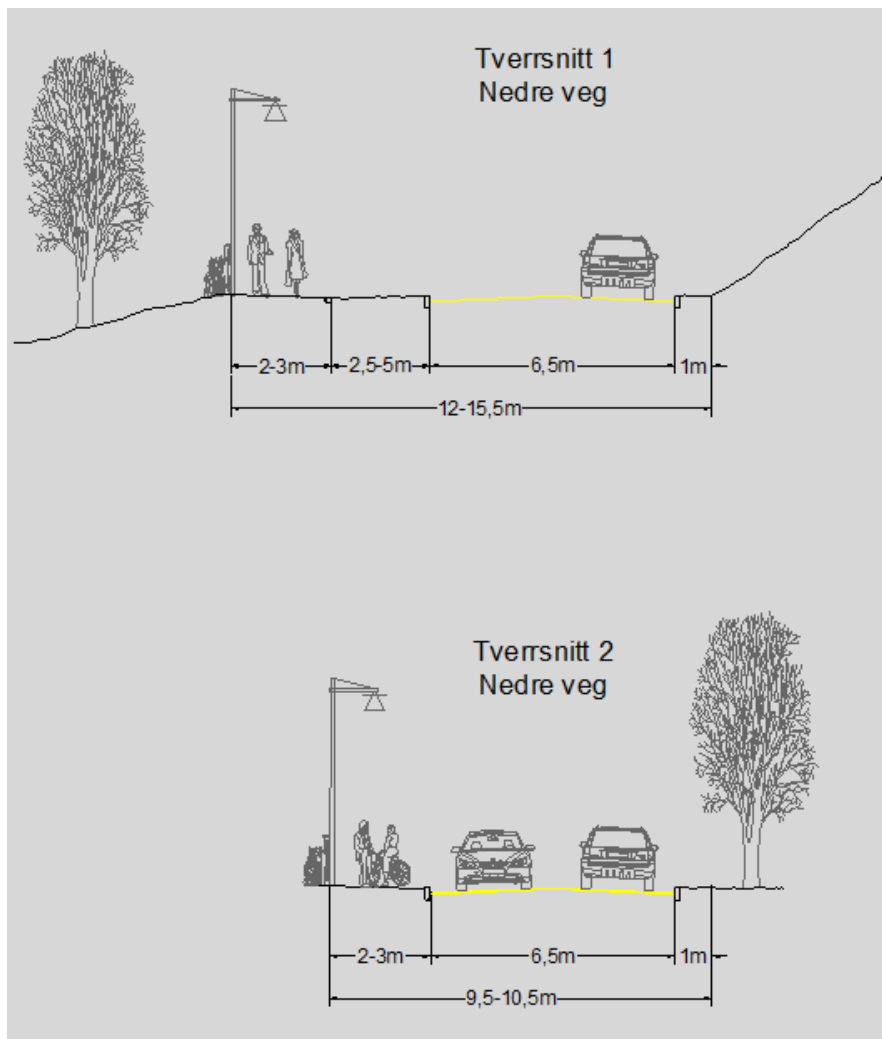 Tverrsnitt 1
Nedre veg
2-3m
2,5-5m
6,5m
1m
12-15,5m
Tverrsnitt 2
Nedre veg
2-3m
6,5m
1m
9,5-10,5m